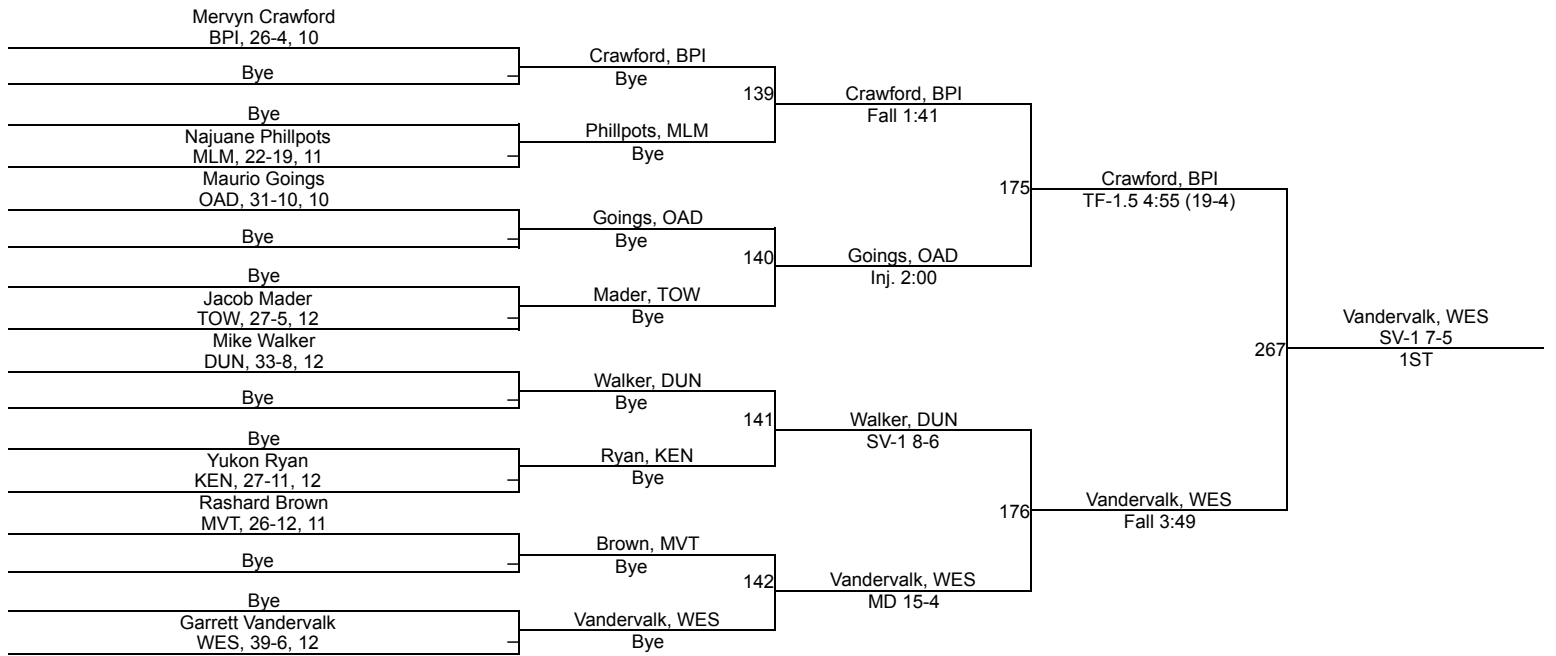 Mervyn Crawford
BPI, 26-4, 10
Bye
Bye
Najuane Phillpots
MLM, 22-19, 11
Maurio Goings
OAD, 31-10, 10
Bye
Bye
Jacob Mader
TOW, 27-5, 12
Mike Walker
DUN, 33-8, 12
Bye
Bye
Yukon Ryan
KEN, 27-11, 12
Rashard Brown
MVT, 26-12, 11
Bye
Bye
Garrett Vandervalk
WES, 39-6, 12
Crawford, BPI
Bye
139
Phillpots, MLM
Bye
Goings, OAD
Bye
140
Mader, TOW
Bye
Walker, DUN
Bye
141
Ryan, KEN
Bye
Brown, MVT
Bye
142
Vandervalk, WES
Bye
Crawford, BPI
Fall 1:41
175
Goings, OAD
Inj. 2:00
Walker, DUN
SV-1 8-6
176
Vandervalk, WES
MD 15-4
Crawford, BPI
TF-1.5 4:55 (19-4)
267
Vandervalk, WES
Fall 3:49
Vandervalk, WES
SV-1 7-5
1ST